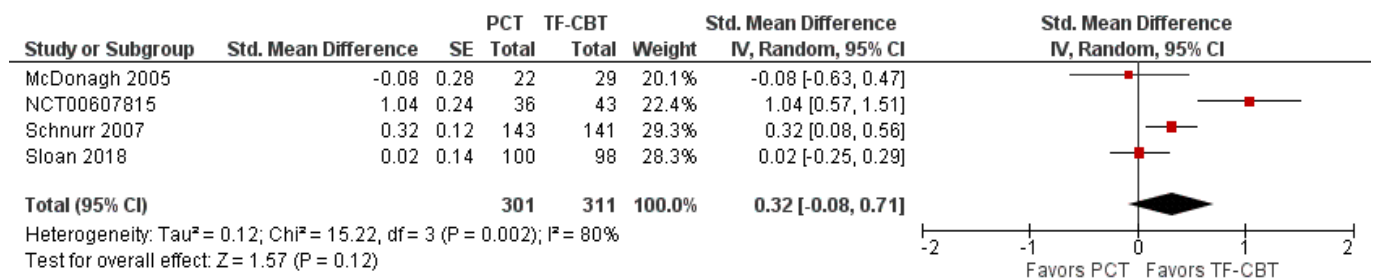 PCT TF-CBT Std. Mean Difference Std. Mean Difference
Study or Subgroup Std. Mean Difference SE Total Total Weight IV, Random, 95% CI IV, Random, 95% CI
McDonagh 2005 -0.08 0.28 22 29 20.1% -0.08 [-0.63, 0.47]
NCT00607815 1.04 0.24 36 43 22.4% 1.04 [0.57, 1.51]
Schnurr 2007 0.32 0.12 143 141 29.3% 0.32 [0.08, 0.56]
Sloan 2018 0.02 0.14 100 98 28.3% 0.02 [-0.25, 0.29]
Total (95% CI) 301 311 100.0% 0.32 [-0.08, 0.71]
Heterogeneity: Tau² = 0.12; Chi² = 15.22, df = 3 (P = 0.002); I² = 80%
Test for overall effect: Z = 1.57 (P = 0.12)
-2 -1 0 1 2
Favors PCT Favors TF-CBT